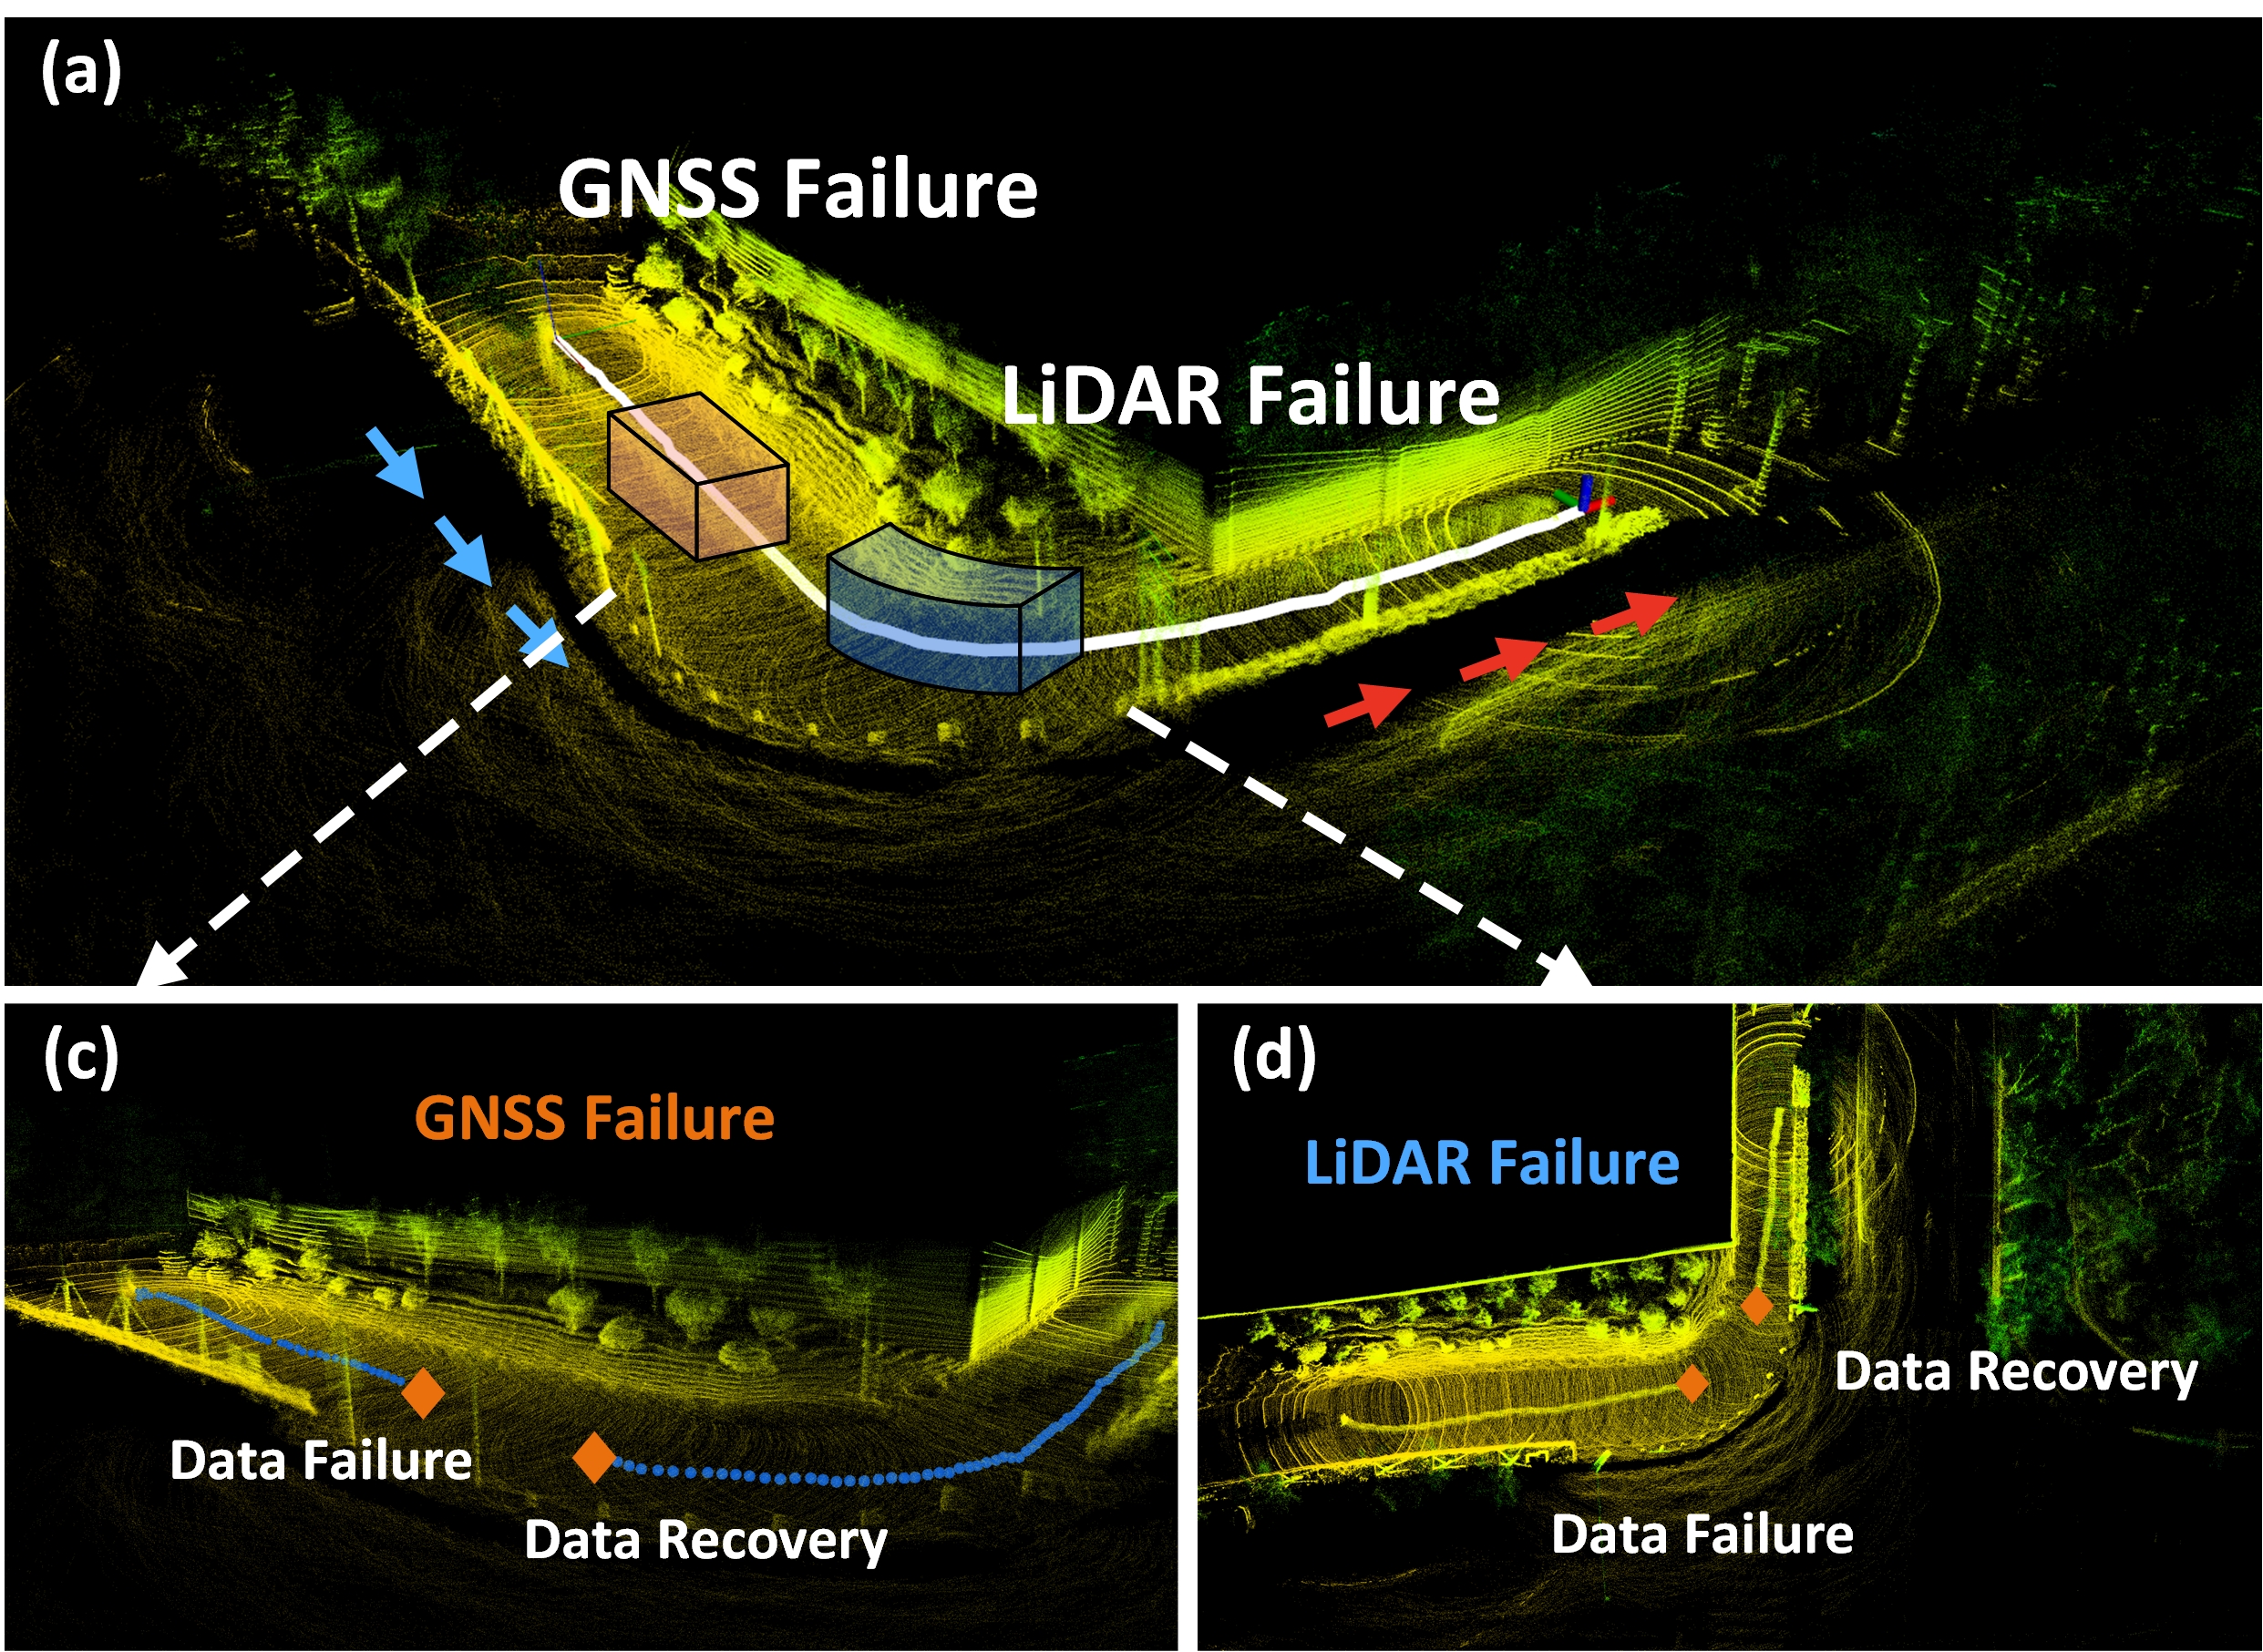 (a)
GNSS Failure
LiDAR Failure
(c)
GNSS Failure
Data Failure
Data Recovery
(d)
LiDAR Failure
Data Recovery
Data Failure